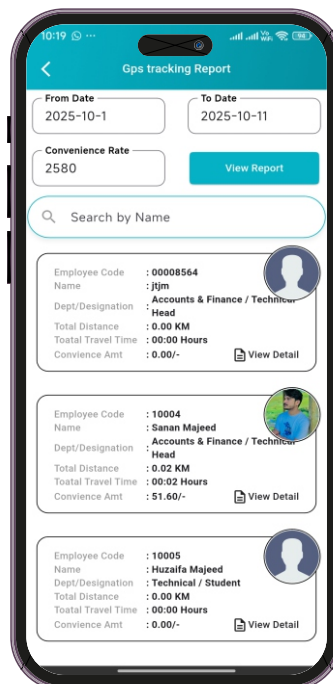 10:19
94
Gps tracking Report
From Date
To Date
2025-10-1
2025-10-11
Convenience Rate
2580
View Report
Search by Name
Employee Code : 00008564
Name : jtjm
Dept/Designation : Accounts & Finance / Technical
Head
Total Distance : 0.00 KM
Toatal Travel Time : 00:00 Hours
Convience Amt : 0.00/-
View Detail
Employee Code : 10004
Name : Sanan Majeed
Dept/Designation : Accounts & Finance / Technical
Head
Total Distance : 0.02 KM
Toatal Travel Time : 00:02 Hours
Convience Amt : 51.60/-
View Detail
Employee Code : 10005
Name : Huzaifa Majeed
Dept/Designation : Technical / Student
Total Distance : 0.00 KM
Toatal Travel Time : 00:00 Hours
Convience Amt : 0.00/-
View Detail